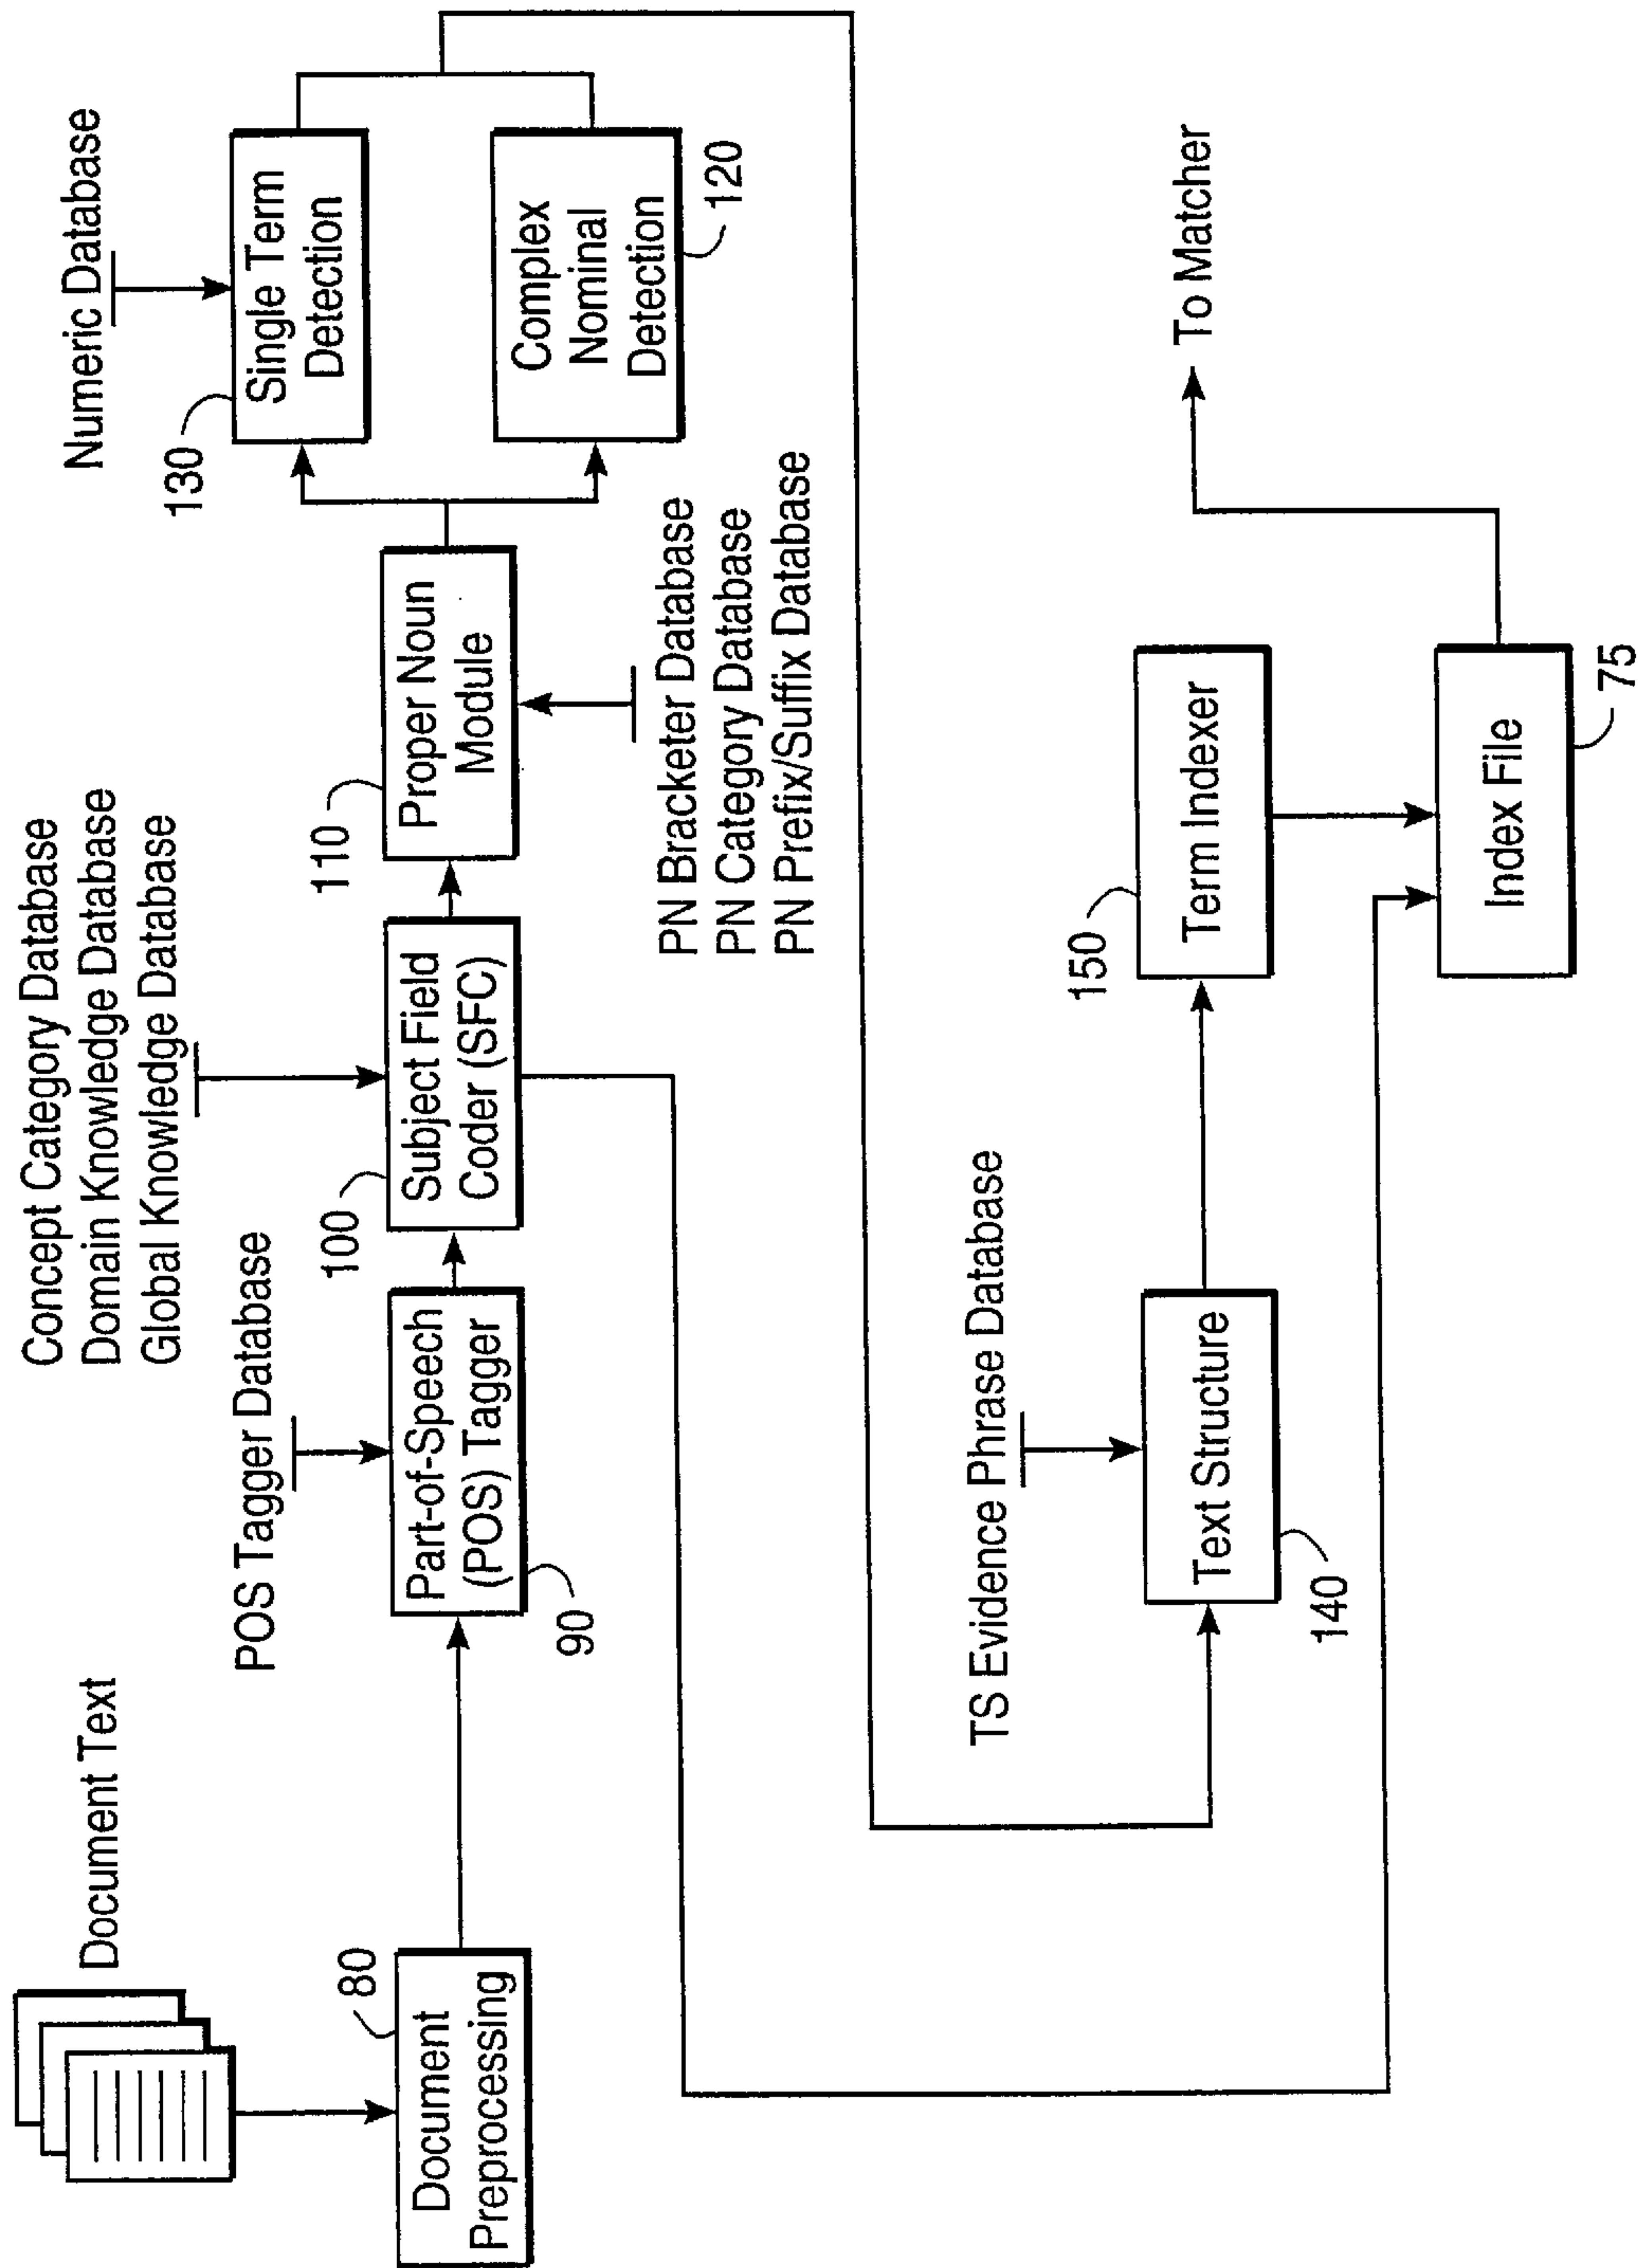 Document Text
80
Document
Preprocessing
POS Tagger Database
Part-of-Speech
(POS) Tagger
90
Concept Category Database
Domain Knowledge Database
Global Knowledge Database
100
Subject Field
Coder (SFC)
110
Proper Noun
Module
PN Bracketer Database
PN Category Database
PN Prefix/Suffix Database
Numeric Database
130
Single Term
Detection
Complex
Nominal
Detection
120
TS Evidence Phrase Database
Text Structure
140
150
Term Indexer
Index File
75
To Matcher